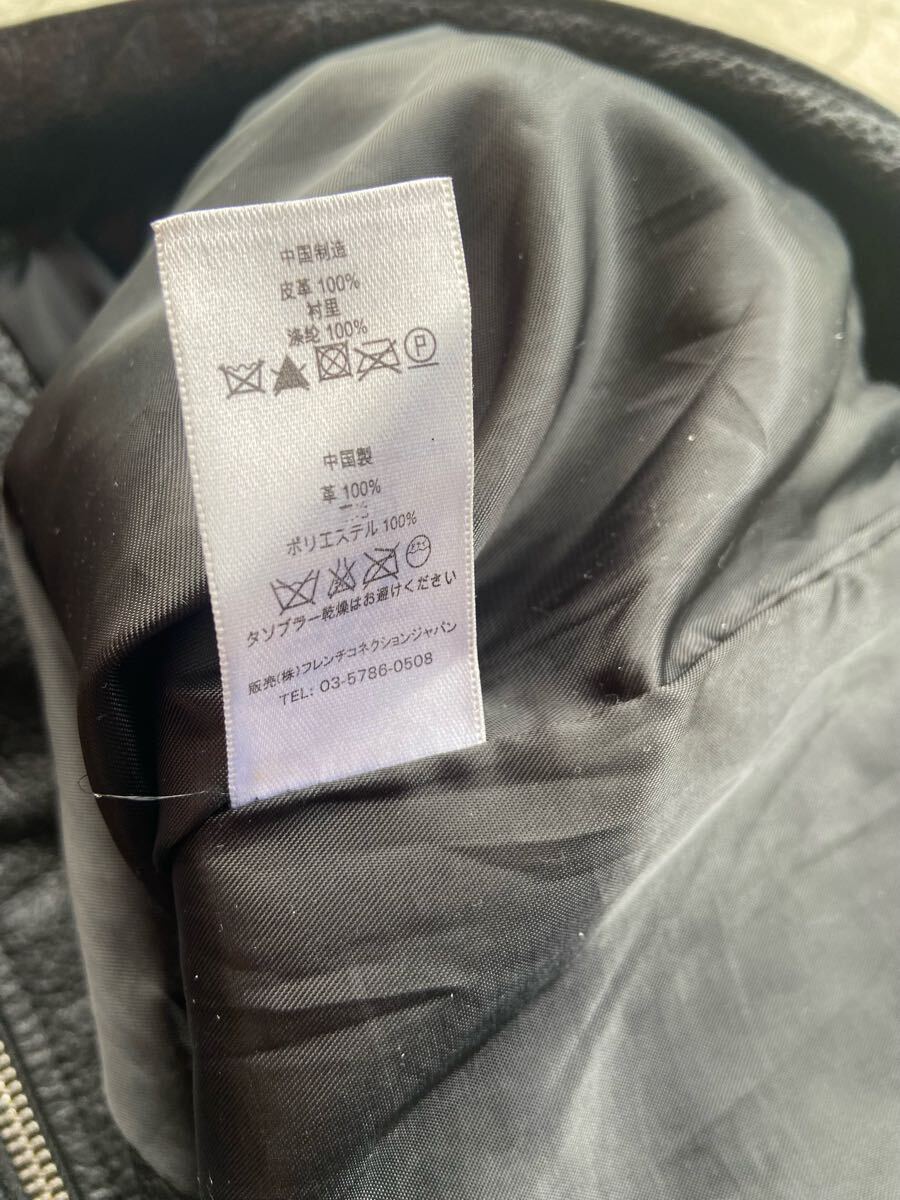 中国制造
皮革 100%
衬里
涤纶 100%
P
中国製
革 100%
ポリエステル 100%
タソブラー乾燥はお避けください
販売(株)フレンチコネクションジャパン
TEL: 03-5786-0508